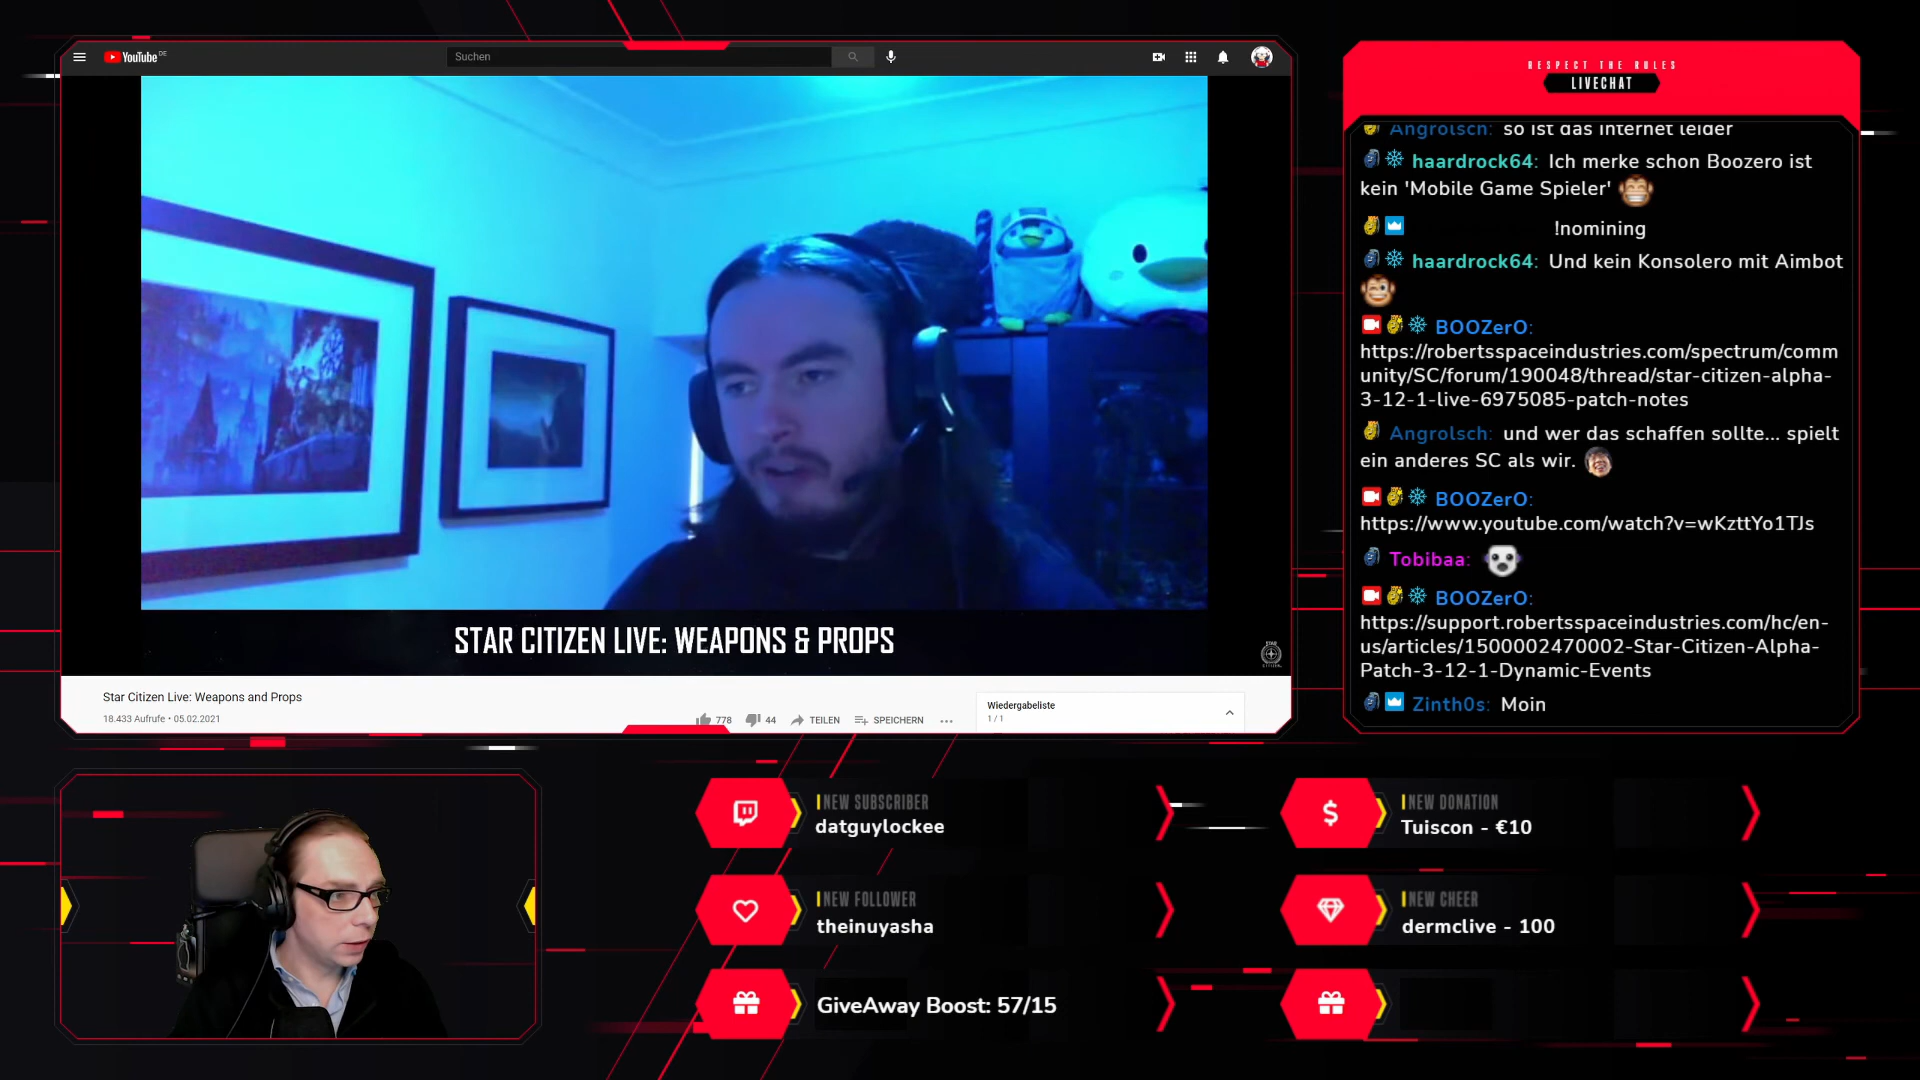 YouTube DE
Suchen
STAR CITIZEN LIVE: WEAPONS & PROPS
Star Citizen Live: Weapons and Props
18.433 Aufrufe • 05.02.2021
778
44
TEILEN
SPEICHERN
Wiedergabeliste
1 / 1
RESPECT THE RULES
LIVECHAT
Angrolsch: so ist das internet leider
haardrock64: Ich merke schon Boozero ist
kein 'Mobile Game Spieler'
!nomining
haardrock64: Und kein Konsolero mit Aimbot
BOOZerO:
https://robertsspaceindustries.com/spectrum/comm
unity/SC/forum/190048/thread/star-citizen-alpha-
3-12-1-live-6975085-patch-notes
Angrolsch: und wer das schaffen sollte... spielt
ein anderes SC als wir.
BOOZerO:
https://www.youtube.com/watch?v=wKzttYo1TJs
Tobibaa:
BOOZerO:
https://support.robertsspaceindustries.com/hc/en-
us/articles/1500002470002-Star-Citizen-Alpha-
Patch-3-12-1-Dynamic-Events
Zinth0s: Moin
NEW SUBSCRIBER
datguylockee
NEW DONATION
Tuiscon - €10
NEW FOLLOWER
theinuyasha
NEW CHEER
dermclive - 100
GiveAway Boost: 57/15